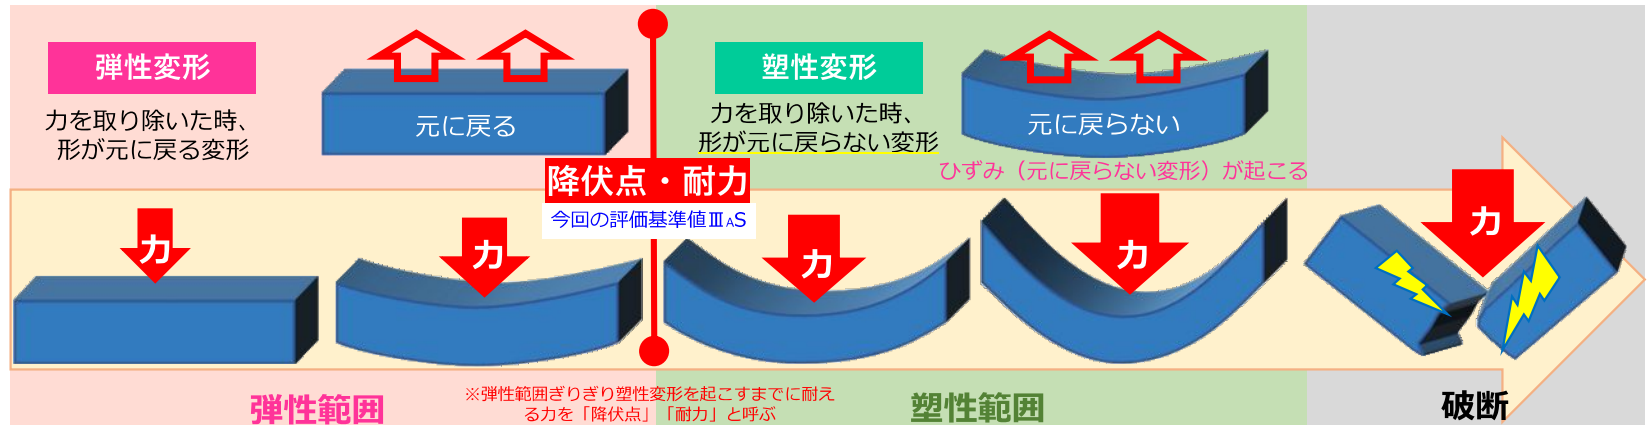 弾性変形
力を取り除いた時、
形が元に戻る変形
元に戻る
塑性変形
力を取り除いた時、
形が元に戻らない変形
元に戻らない
ひずみ（元に戻らない変形）が起こる
降伏点・耐力
今回の評価基準値ⅢAS
力
力
力
力
力
弾性範囲
※弾性範囲ぎりぎり塑性変形を起こすまでに耐え
る力を「降伏点」「耐力」と呼ぶ
塑性範囲
破断